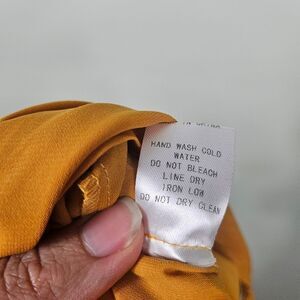 HAND WASH COLD
WATER
DO NOT BLEACH
LINE DRY
IRON LOW
DO NOT DRY CLEAN